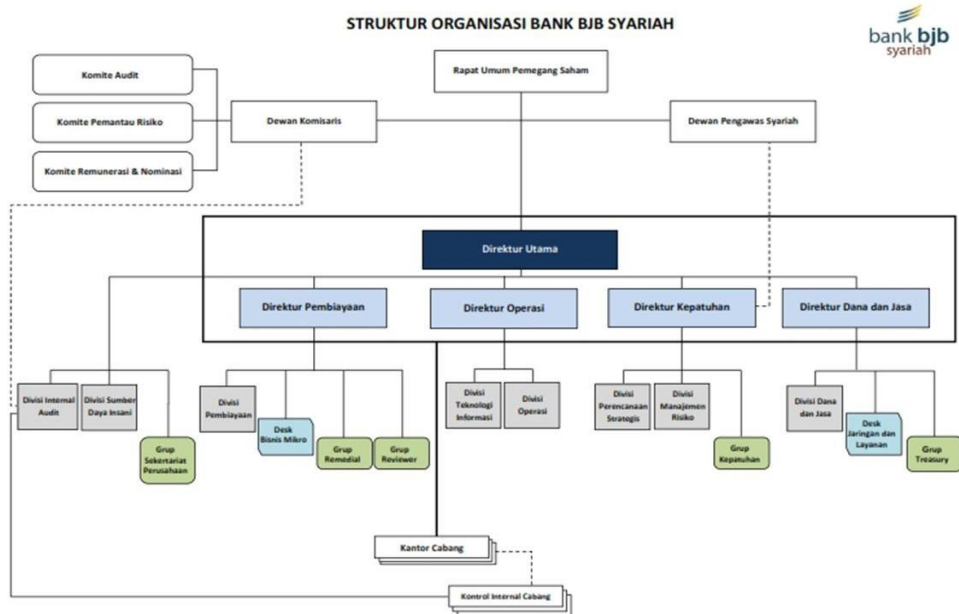 STRUKTUR ORGANISASI BANK BJB SYARIAH
bank bjb
syariah
Rapat Umum Pemegang Saham
Komite Audit
Komite Pemantau Risiko
Komite Remunerasi & Nominasi
Dewan Komisaris
Dewan Pengawas Syariah
Direktur Utama
Direktur Pembiayaan
Direktur Operasi
Direktur Kepatuhan
Direktur Dana dan Jasa
Divisi Internal
Audit
Divisi Sumber
Daya Insani
Grup
Sekertariat
Perusahaan
Divisi
Pembiayaan
Desk
Bisnis Mikro
Grup
Remedial
Grup
Reviewer
Divisi
Teknologi
Informasi
Divisi
Operasi
Divisi
Perencanaan
Strategis
Divisi
Manajemen
Risiko
Grup
Kepatuhan
Divisi Dana
dan Jasa
Desk
Jaringan dan
Layanan
Grup
Treasury
Kantor Cabang
Kontrol Internal Cabang